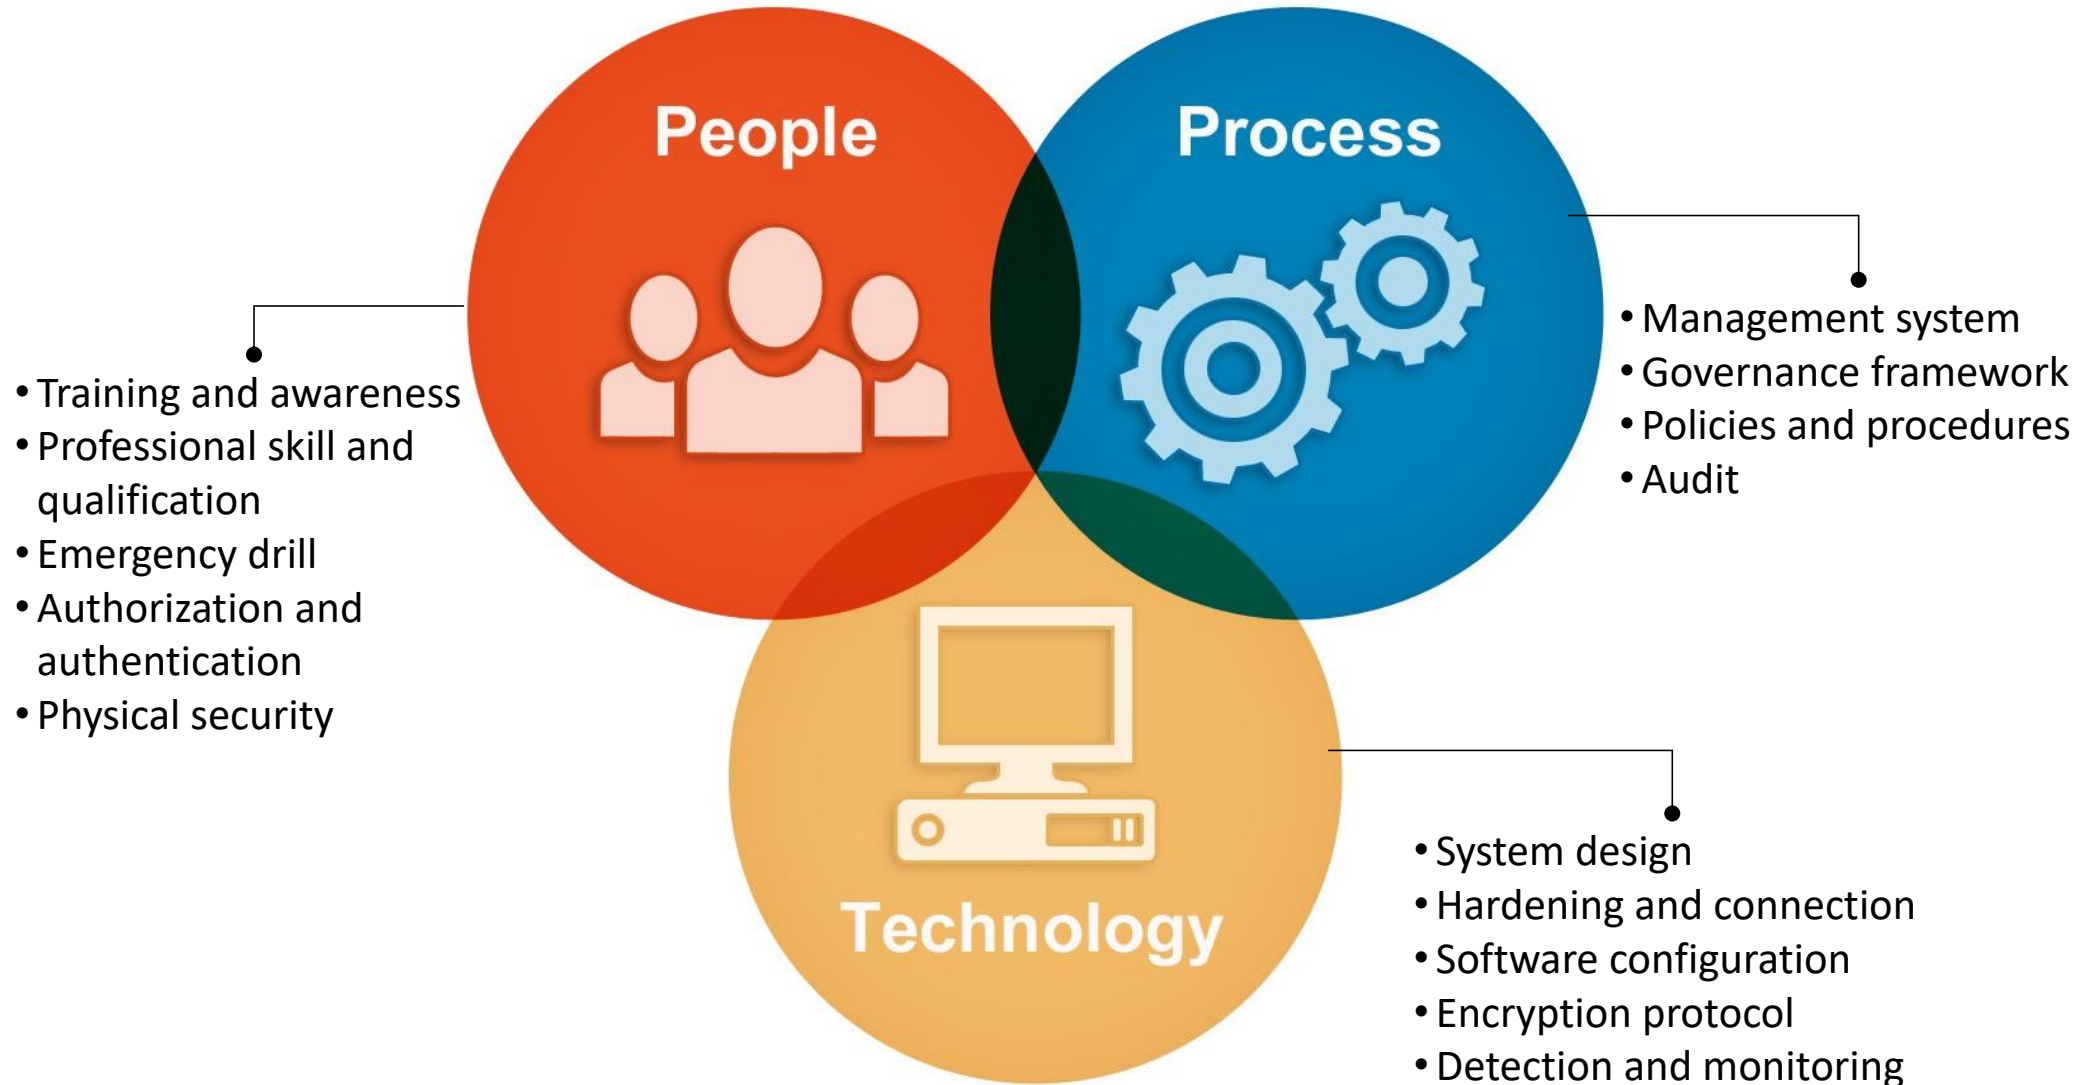 People
Process
• Training and awareness
• Professional skill and
qualification
• Emergency drill
• Authorization and
authentication
• Physical security
• Management system
• Governance framework
• Policies and procedures
• Audit
Technology
• System design
• Hardening and connection
• Software configuration
• Encryption protocol
• Detection and monitoring